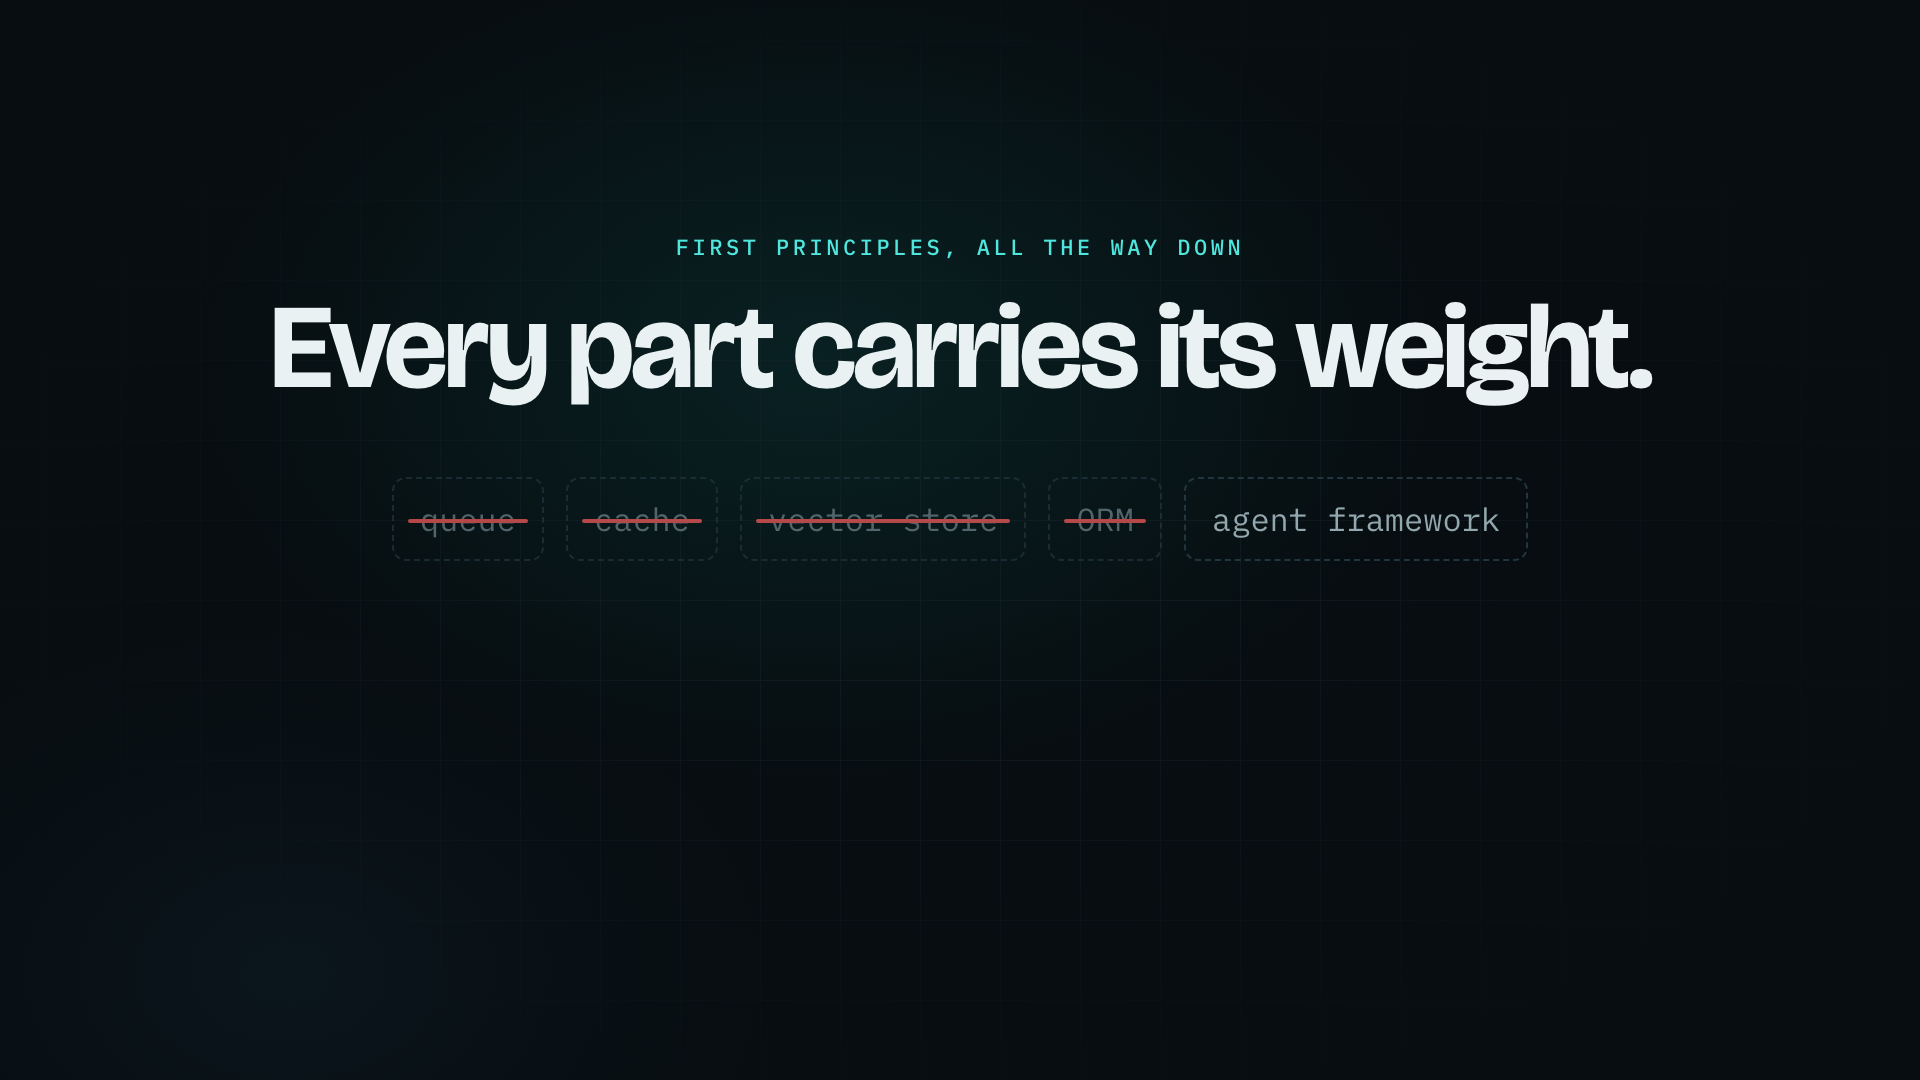 FIRST PRINCIPLES, ALL THE WAY DOWN
Every part carries its weight.
queue cache vector store ORM agent framework